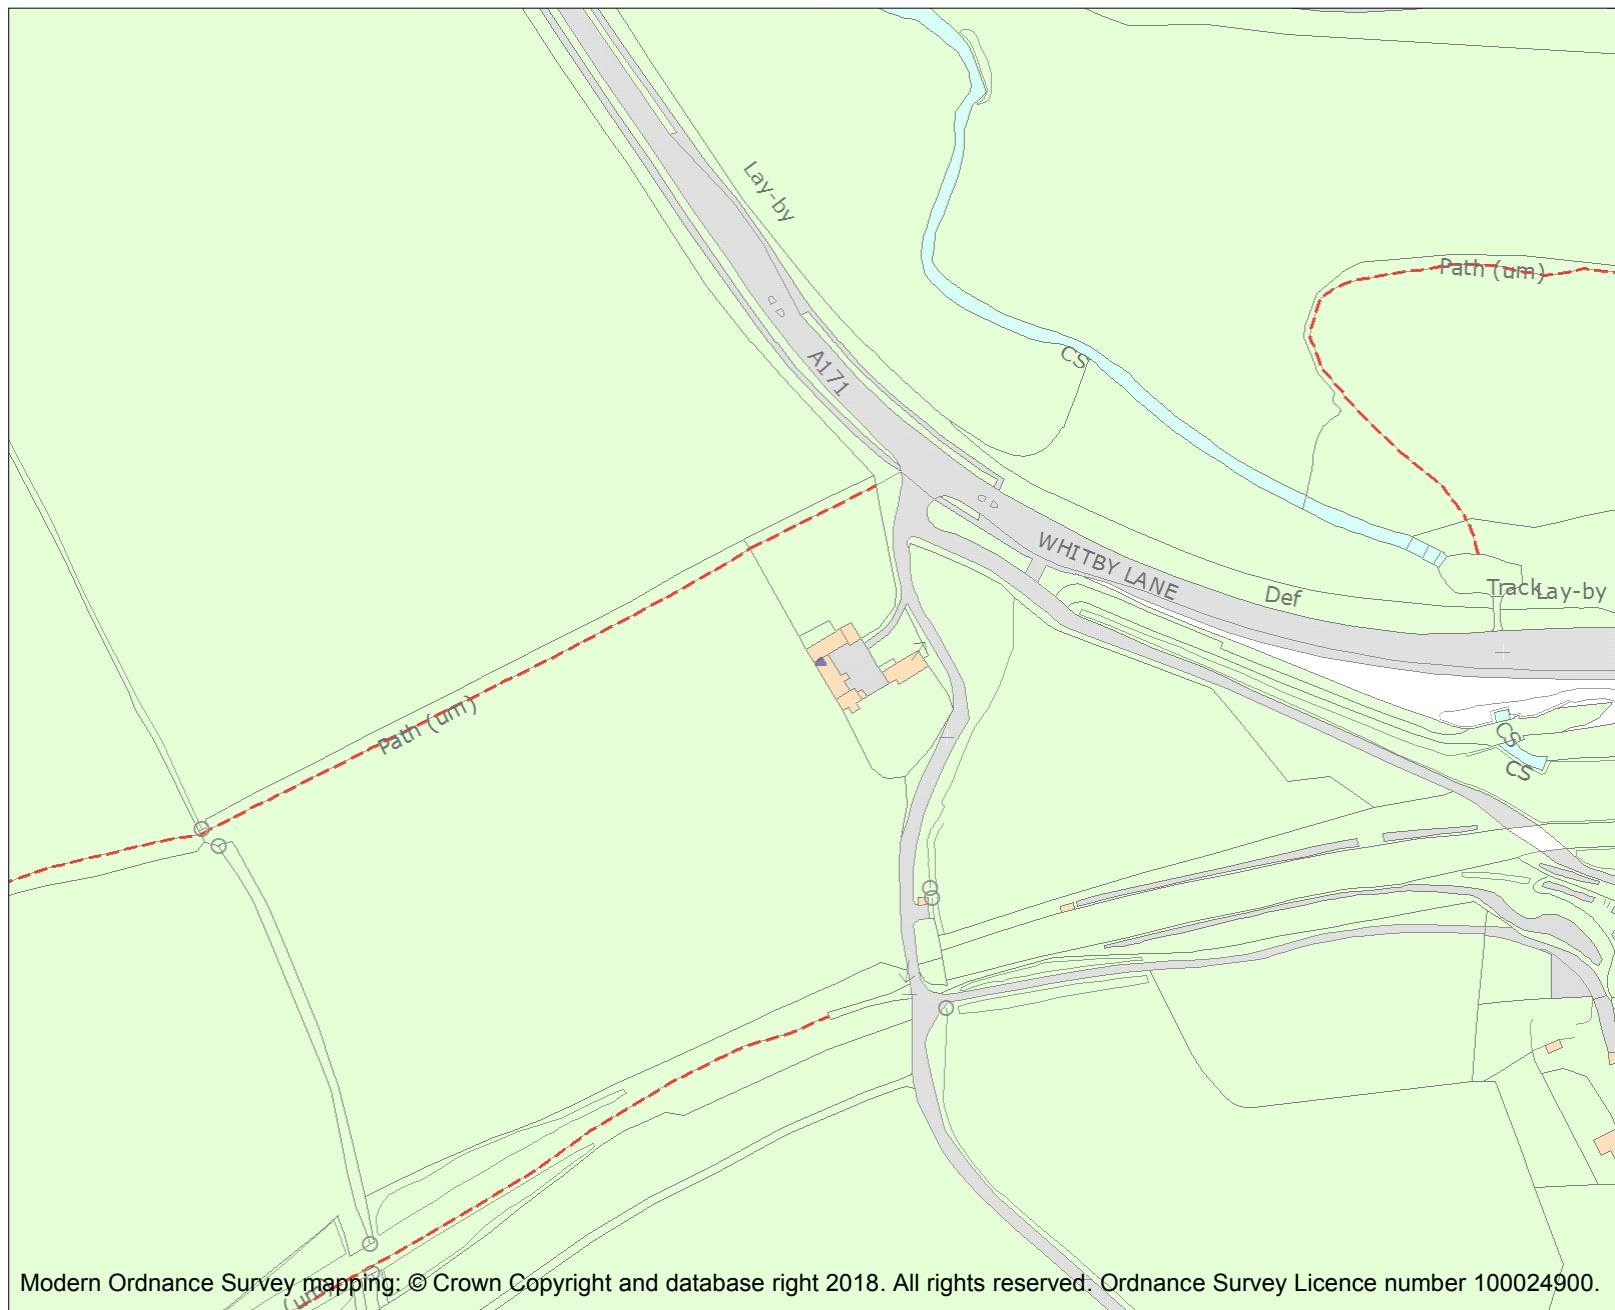 Lay-by
Path (um)
CS
A171
WHITBY LANE
Def
Track
Lay-by
Path (um)
CS
CS
(um)
Modern Ordnance Survey mapping: © Crown Copyright and database right 2018. All rights reserved. Ordnance Survey Licence number 100024900.